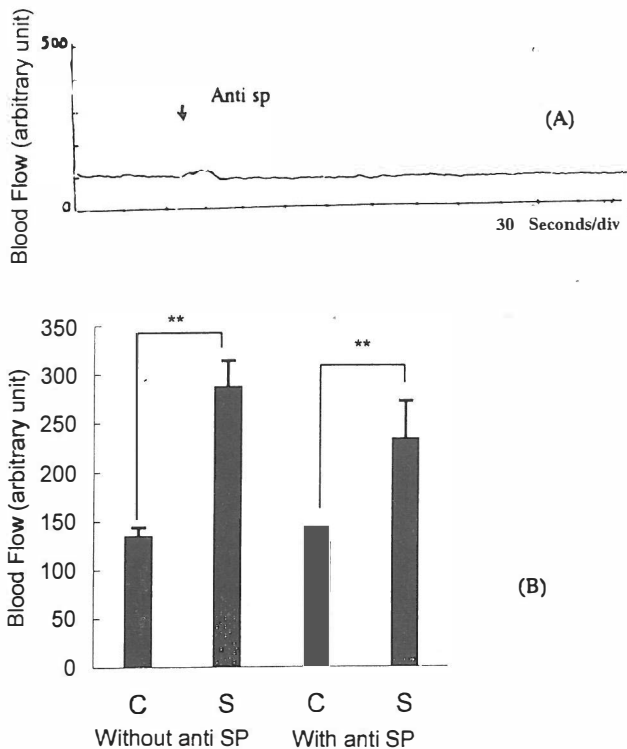 Blood Flow (arbitrary unit)
500
Anti sp
(A)
0
30 Seconds/div
Blood Flow (arbitrary unit)
350
**
**
300
250
200
150
100
50
0
(B)
C S C S
Without anti SP With anti SP